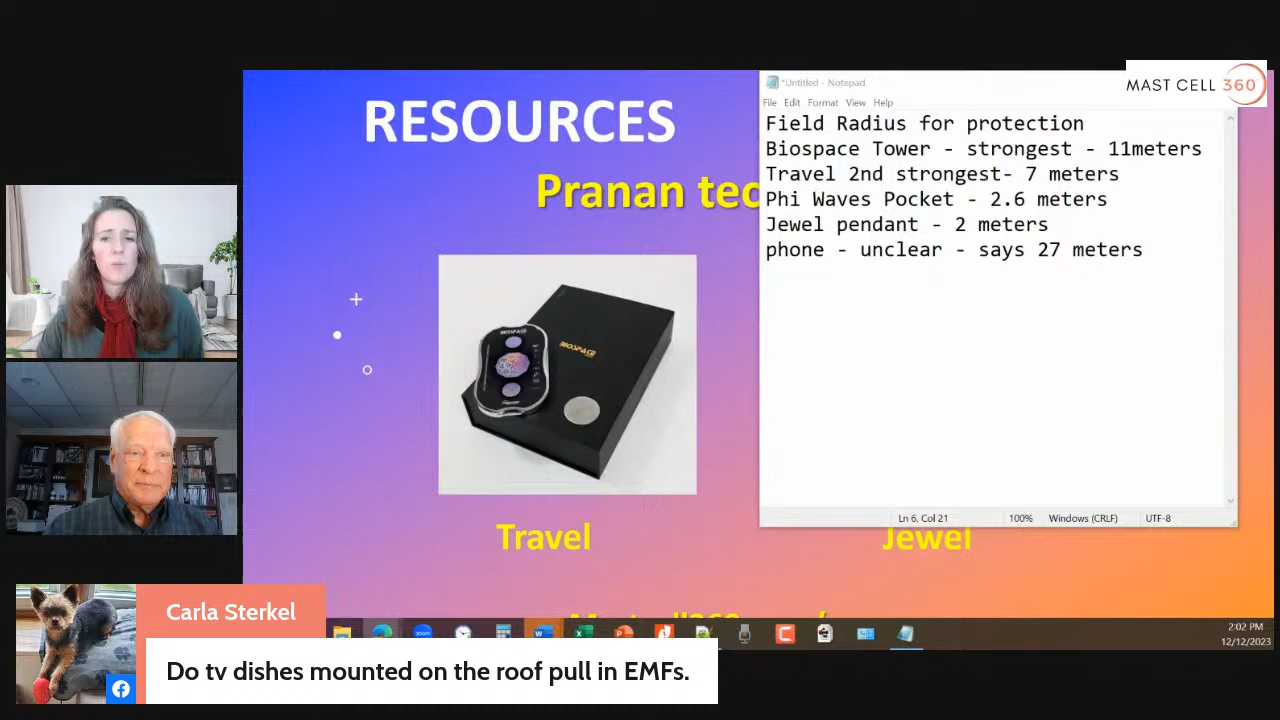 RESOURCES
Pranan tec
BIOSPACE
BIOSPACE
Travel
Jewel
MAST CELL 360
*Untitled - Notepad
File Edit Format View Help
Field Radius for protection
Biospace Tower - strongest - 11meters
Travel 2nd strongest- 7 meters
Phi Waves Pocket - 2.6 meters
Jewel pendant - 2 meters
phone - unclear - says 27 meters
Ln 6, Col 21 100% Windows (CRLF) UTF-8
zoom
2:02 PM
12/12/2023
Carla Sterkel
Do tv dishes mounted on the roof pull in EMFs.